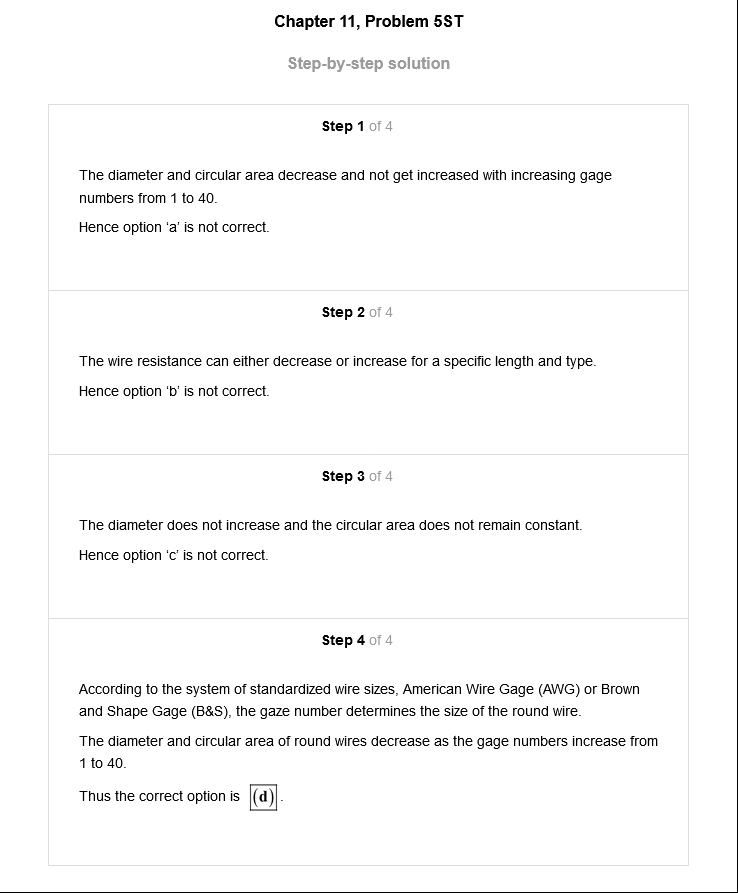 Chapter 11, Problem 5ST
Step-by-step solution
Step 1 of 4
The diameter and circular area decrease and not get increased with increasing gage
numbers from 1 to 40.
Hence option ‘a’ is not correct.
Step 2 of 4
The wire resistance can either decrease or increase for a specific length and type.
Hence option ‘b’ is not correct.
Step 3 of 4
The diameter does not increase and the circular area does not remain constant.
Hence option ‘c’ is not correct.
Step 4 of 4
According to the system of standardized wire sizes, American Wire Gage (AWG) or Brown
and Shape Gage (B&S), the gaze number determines the size of the round wire.
The diameter and circular area of round wires decrease as the gage numbers increase from
1 to 40.
Thus the correct option is (d).